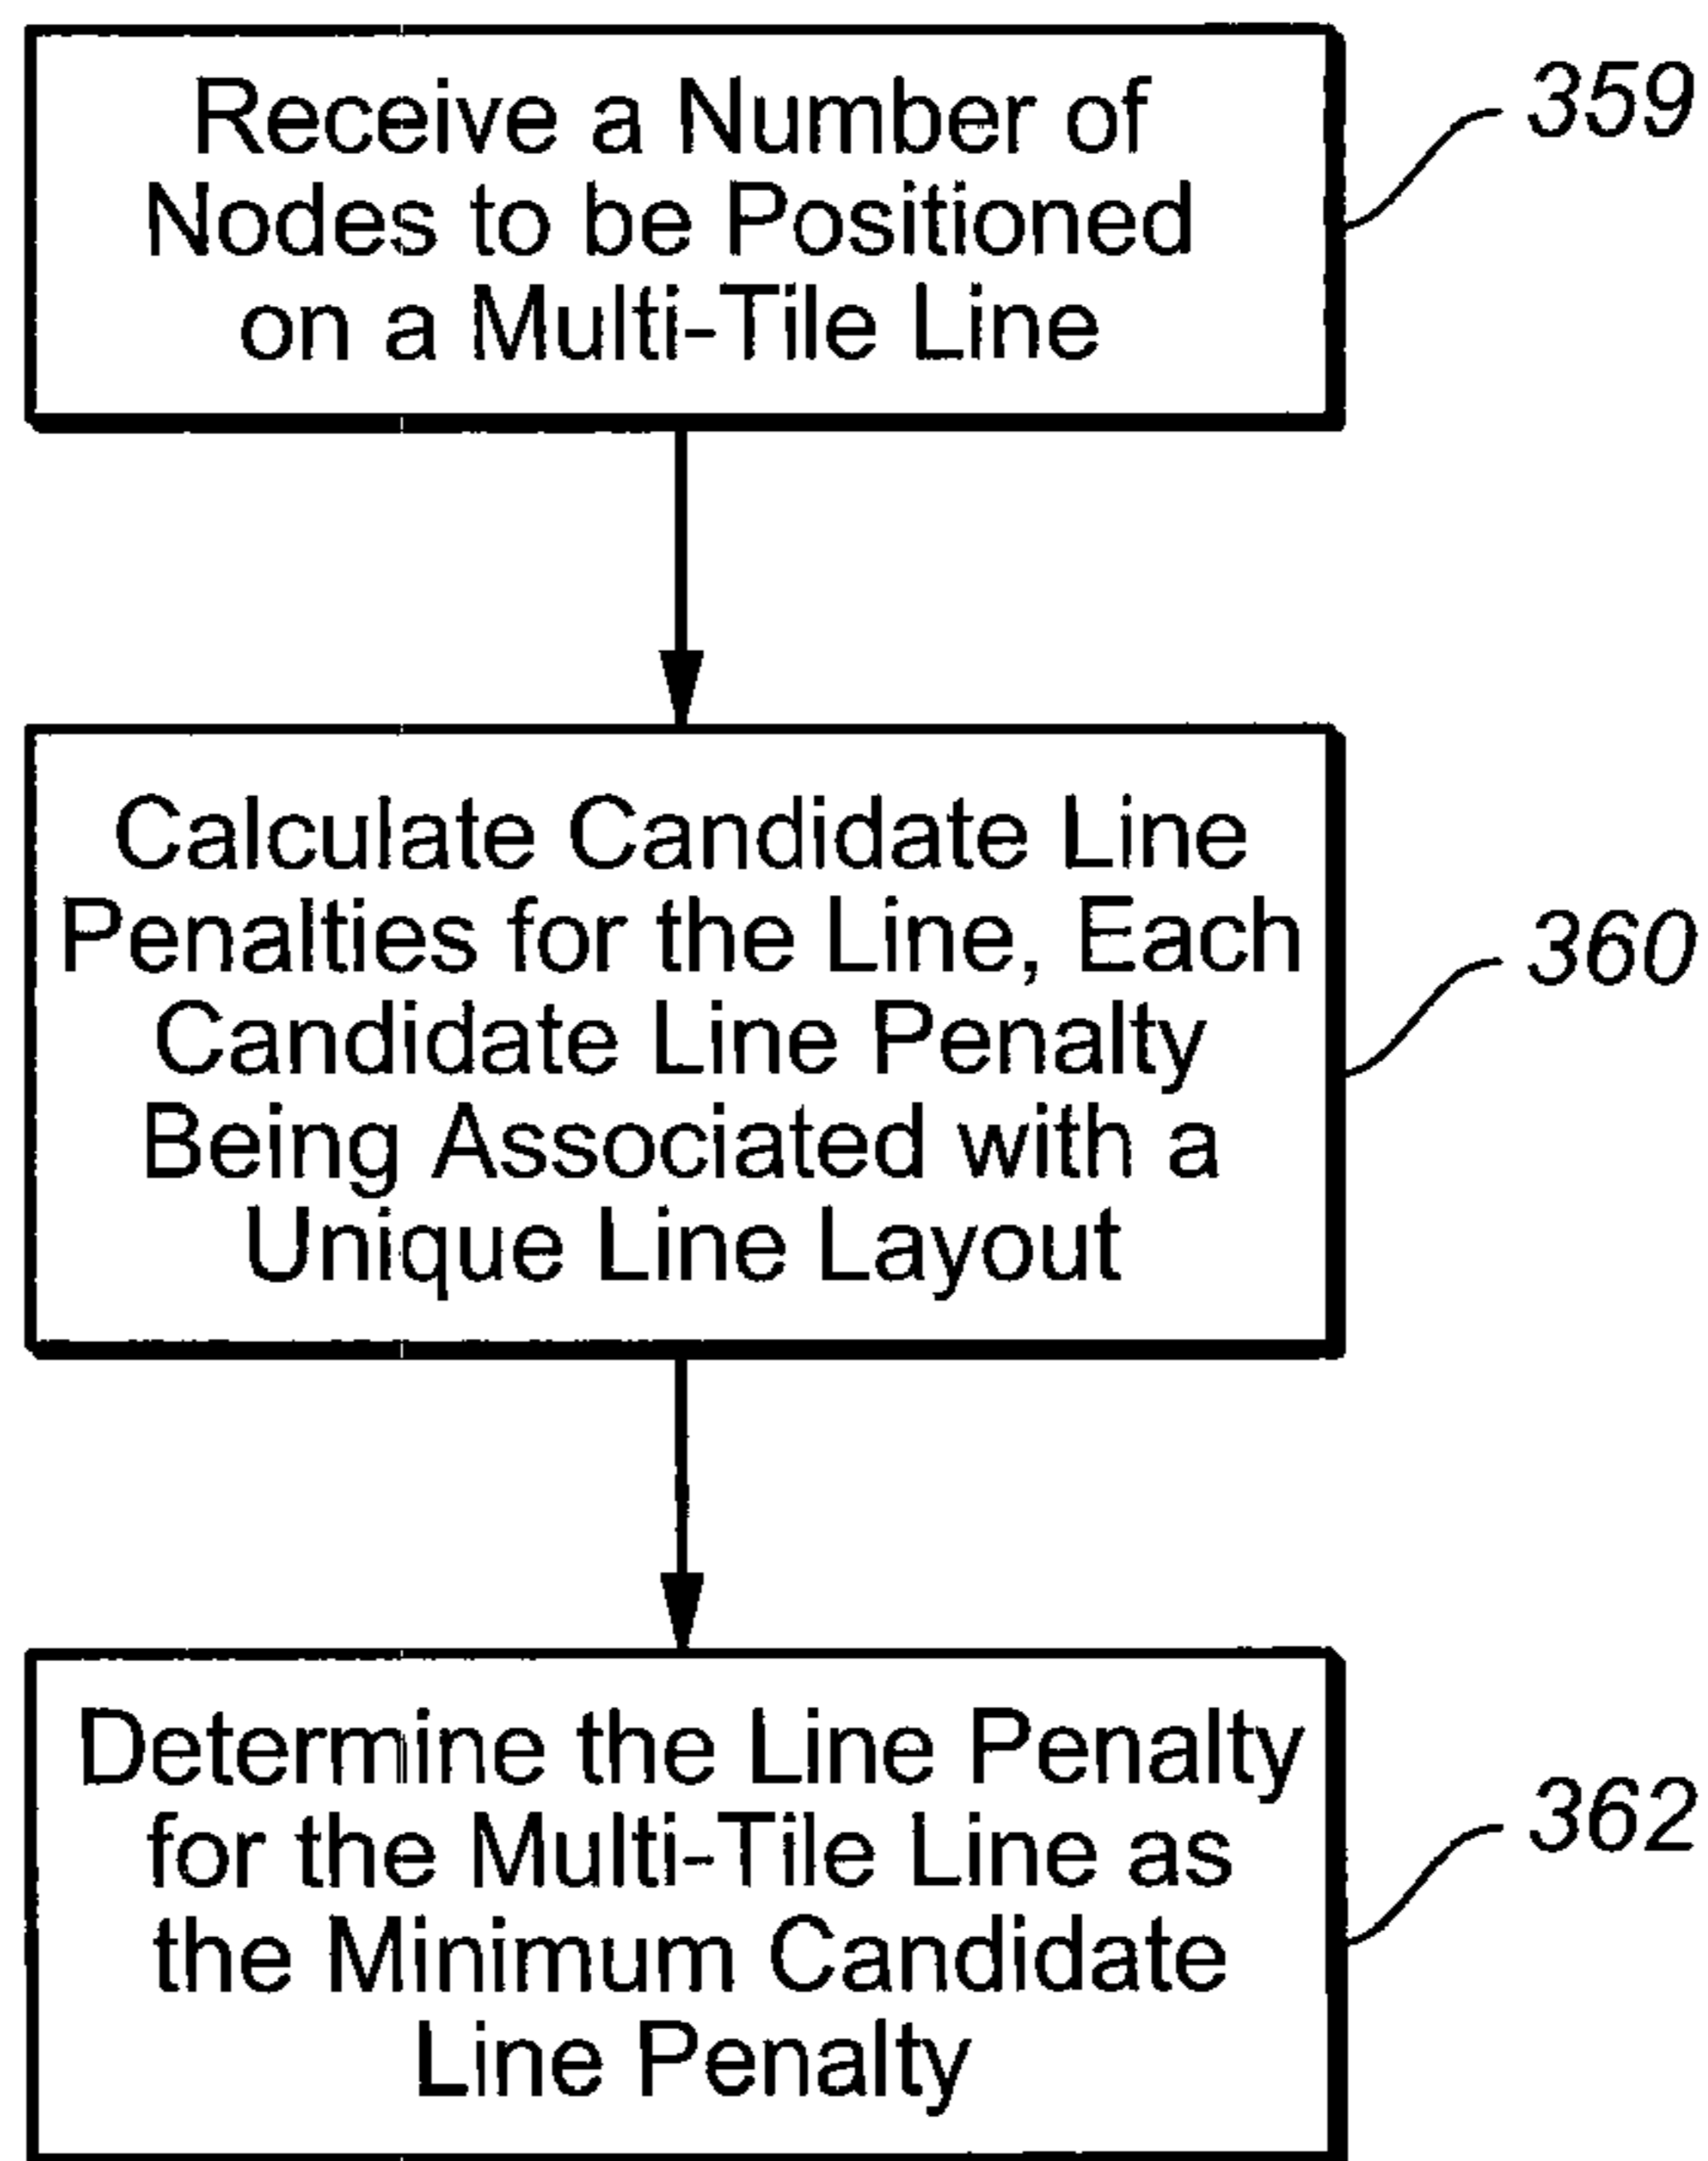 Receive a Number of
Nodes to be Positioned
on a Multi-Tile Line
359
Calculate Candidate Line
Penalties for the Line, Each
Candidate Line Penalty
Being Associated with a
Unique Line Layout
360
Determine the Line Penalty
for the Multi-Tile Line as
the Minimum Candidate
Line Penalty
362